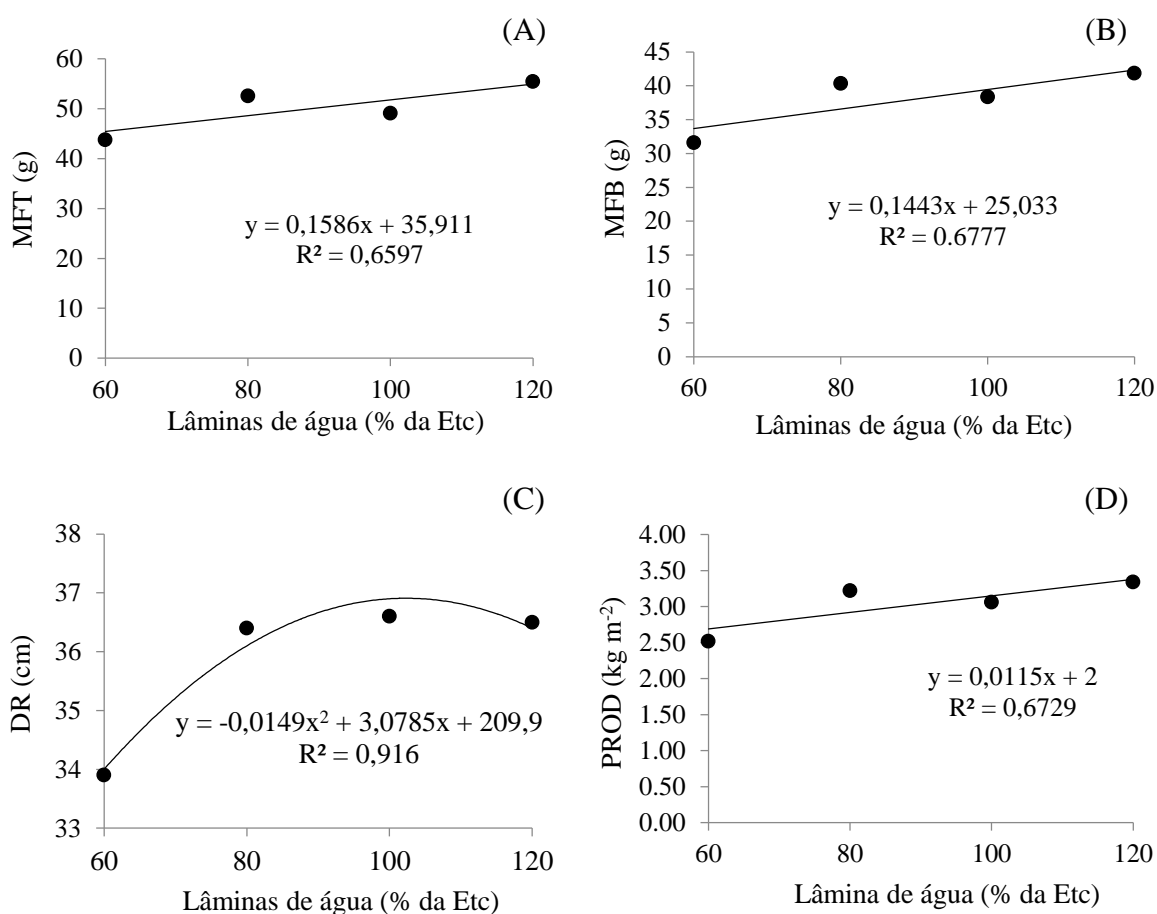 (A)
60
50
40
30
20
10
0
MFT (g)
y = 0,1586x + 35,911
R² = 0,6597
60 80 100 120
Lâminas de água (% da Etc)
(B)
45
40
35
30
25
20
15
10
5
0
MFB (g)
y = 0,1443x + 25,033
R² = 0.6777
60 80 100 120
Lâminas de água (% da Etc)
(C)
38
37
36
35
34
33
DR (cm)
y = -0,0149x² + 3,0785x + 209,9
R² = 0,916
60 80 100 120
Lâminas de água (% da Etc)
(D)
4.00
3.50
3.00
2.50
2.00
1.50
1.00
0.50
0.00
PROD (kg m⁻²)
y = 0,0115x + 2
R² = 0,6729
60 80 100 120
Lâmina de água (% da Etc)